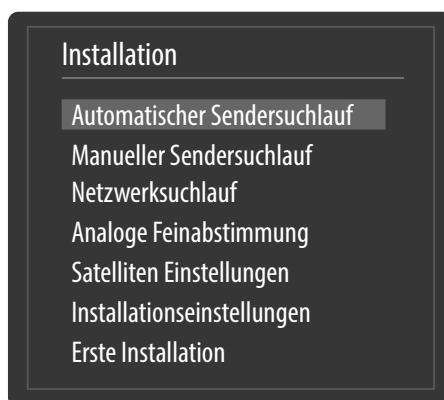 Installation
Automatischer Sendersuchlauf
Manueller Sendersuchlauf
Netzwerksuchlauf
Analoge Feinabstimmung
Satelliten Einstellungen
Installationseinstellungen
Erste Installation